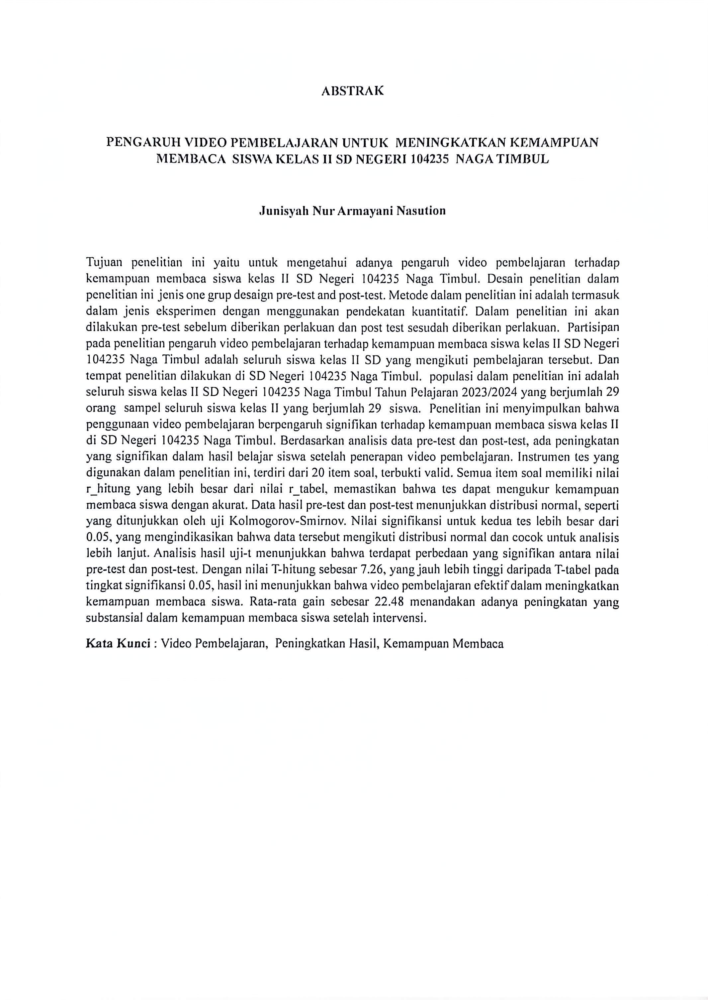 ABSTRAK
PENGARUH VIDEO PEMBELAJARAN UNTUK MENINGKATKAN KEMAMPUAN
MEMBACA SISWA KELAS II SD NEGERI 104235 NAGA TIMBUL
Junisyah Nur Armayani Nasution
Tujuan penelitian ini yaitu untuk mengetahui adanya pengaruh video pembelajaran terhadap
kemampuan membaca siswa kelas II SD Negeri 104235 Naga Timbul. Desain penelitian dalam
penelitian ini jenis one grup desaign pre-test and post-test. Metode dalam penelitian ini adalah termasuk
dalam jenis eksperimen dengan menggunakan pendekatan kuantitatif. Dalam penelitian ini akan
dilakukan pre-test sebelum diberikan perlakuan dan post test sesudah diberikan perlakuan. Partisipan
pada penelitian pengaruh video pembelajaran terhadap kemampuan membaca siswa kelas II SD Negeri
104235 Naga Timbul adalah seluruh siswa kelas II SD yang mengikuti pembelajaran tersebut. Dan
tempat penelitian dilakukan di SD Negeri 104235 Naga Timbul. populasi dalam penelitian ini adalah
seluruh siswa kelas II SD Negeri 104235 Naga Timbul Tahun Pelajaran 2023/2024 yang berjumlah 29
orang sampel seluruh siswa kelas II yang berjumlah 29 siswa. Penelitian ini menyimpulkan bahwa
penggunaan video pembelajaran berpengaruh signifikan terhadap kemampuan membaca siswa kelas II
di SD Negeri 104235 Naga Timbul. Berdasarkan analisis data pre-test dan post-test, ada peningkatan
yang signifikan dalam hasil belajar siswa setelah penerapan video pembelajaran. Instrumen tes yang
digunakan dalam penelitian ini, terdiri dari 20 item soal, terbukti valid. Semua item soal memiliki nilai
r_hitung yang lebih besar dari nilai r_tabel, memastikan bahwa tes dapat mengukur kemampuan
membaca siswa dengan akurat. Data hasil pre-test dan post-test menunjukkan distribusi normal, seperti
yang ditunjukkan oleh uji Kolmogorov-Smirnov. Nilai signifikansi untuk kedua tes lebih besar dari
0.05, yang mengindikasikan bahwa data tersebut mengikuti distribusi normal dan cocok untuk analisis
lebih lanjut. Analisis hasil uji-t menunjukkan bahwa terdapat perbedaan yang signifikan antara nilai
pre-test dan post-test. Dengan nilai T-hitung sebesar 7.26, yang jauh lebih tinggi daripada T-tabel pada
tingkat signifikansi 0.05, hasil ini menunjukkan bahwa video pembelajaran efektif dalam meningkatkan
kemampuan membaca siswa. Rata-rata gain sebesar 22.48 menandakan adanya peningkatan yang
substansial dalam kemampuan membaca siswa setelah intervensi.
Kata Kunci : Video Pembelajaran, Peningkatkan Hasil, Kemampuan Membaca